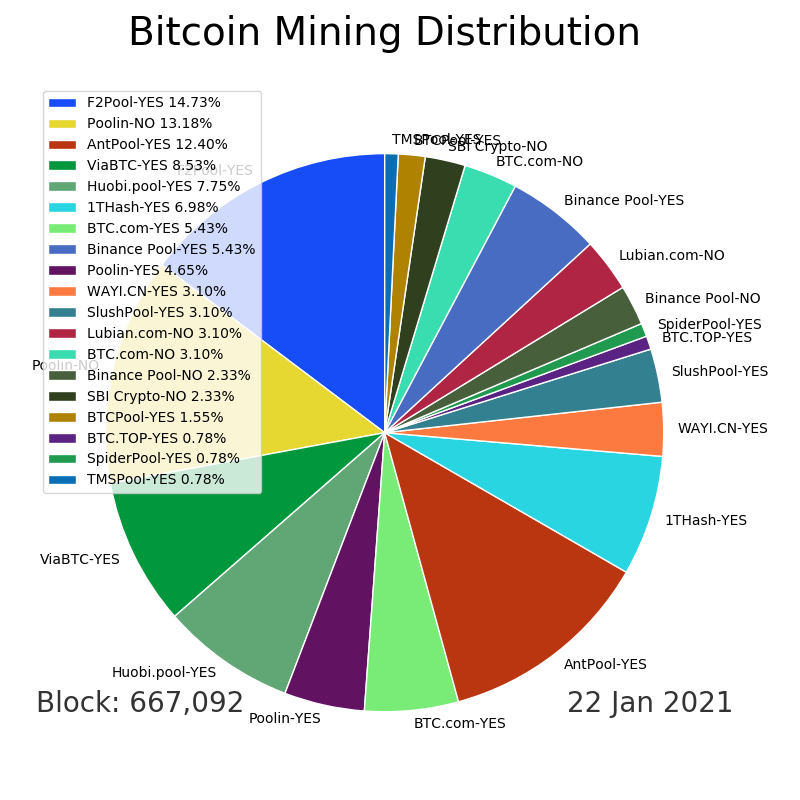 Bitcoin Mining Distribution
F2Pool-YES 14.73%
Poolin-NO 13.18%
AntPool-YES 12.40%
ViaBTC-YES 8.53%
Huobi.pool-YES 7.75%
1THash-YES 6.98%
BTC.com-YES 5.43%
Binance Pool-YES 5.43%
Poolin-YES 4.65%
WAYI.CN-YES 3.10%
SlushPool-YES 3.10%
Lubian.com-NO 3.10%
BTC.com-NO 3.10%
Binance Pool-NO 2.33%
SBI Crypto-NO 2.33%
BTCPool-YES 1.55%
BTC.TOP-YES 0.78%
SpiderPool-YES 0.78%
TMSPool-YES 0.78%
TMSPool-YES
BTCPool-YES
SBI Crypto-NO
BTC.com-NO
F2Pool-YES
Binance Pool-YES
Lubian.com-NO
Binance Pool-NO
SpiderPool-YES
BTC.TOP-YES
Poolin-NO
SlushPool-YES
WAYI.CN-YES
1THash-YES
ViaBTC-YES
AntPool-YES
Huobi.pool-YES
Poolin-YES
BTC.com-YES
Block: 667,092
22 Jan 2021